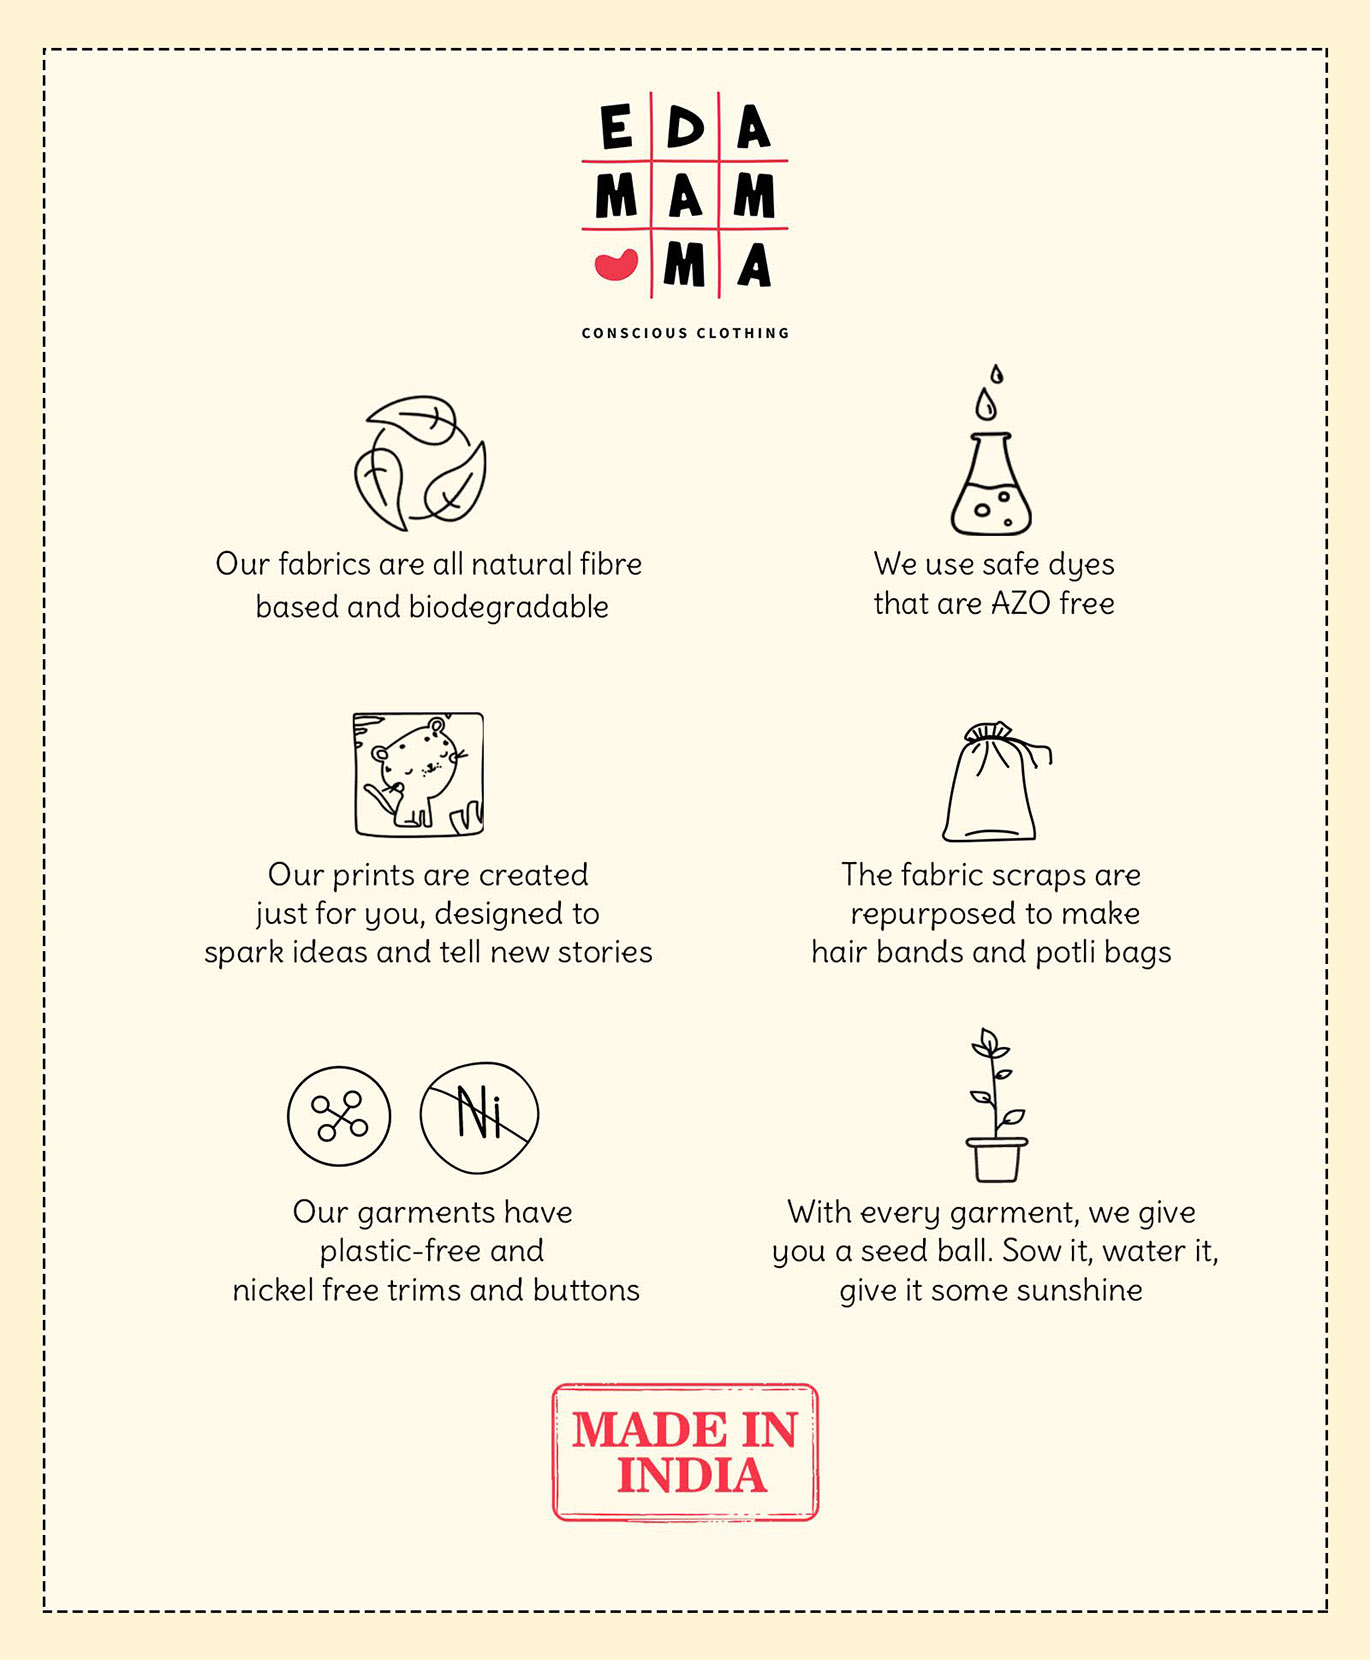 EDA
MAM
MA
CONSCIOUS CLOTHING
Our fabrics are all natural fibre
based and biodegradable
We use safe dyes
that are AZO free
Our prints are created
just for you, designed to
spark ideas and tell new stories
The fabric scraps are
repurposed to make
hair bands and potli bags
Ni
Our garments have
plastic-free and
nickel free trims and buttons
With every garment, we give
you a seed ball. Sow it, water it,
give it some sunshine
MADE IN
INDIA